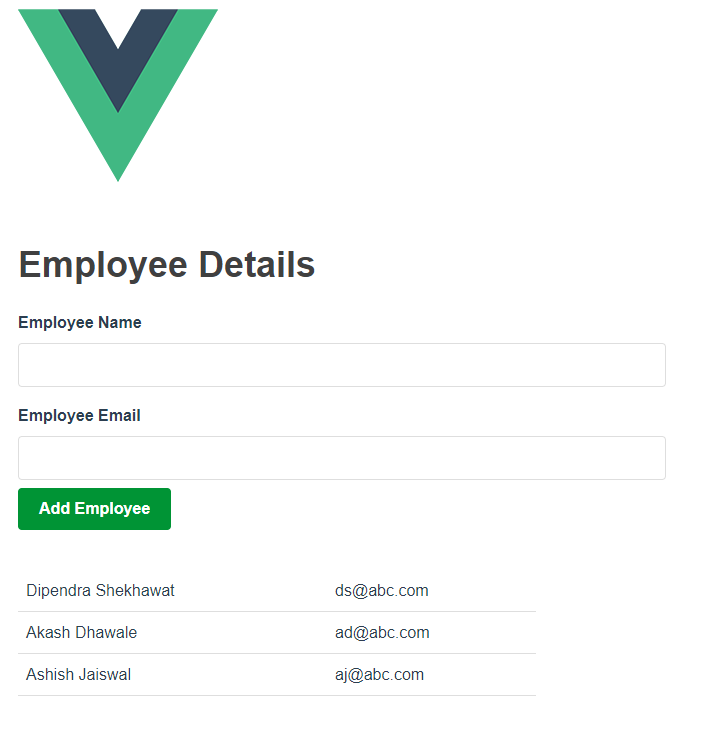 Employee Details
Employee Name
Employee Email
Add Employee
Dipendra Shekhawat ds@abc.com
Akash Dhawale ad@abc.com
Ashish Jaiswal aj@abc.com